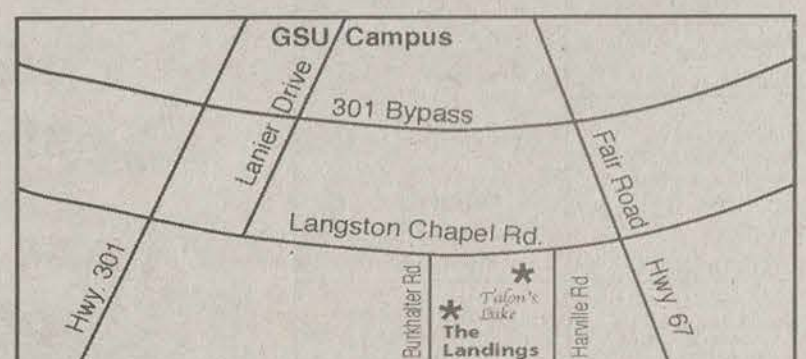 GSU Campus
Lanier Drive
301 Bypass
Fair Road
Langston Chapel Rd.
Hwy. 301
Burkhalter Rd
Talon's
Lake
The
Landings
Harville Rd
Hwy 67